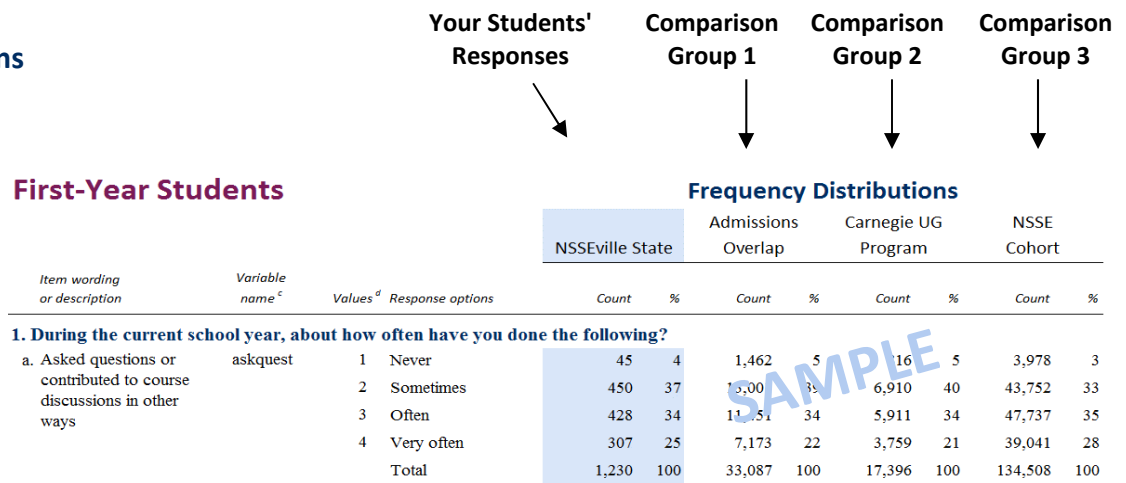 Your Students' Comparison Comparison Comparison
ns
Responses Group 1 Group 2 Group 3
First-Year Students Frequency Distributions
Admissions Carnegie UG NSSE
NSSEville State Overlap Program Cohort
Item wording Variable
or description name c Values d Response options Count % Count % Count % Count %
1. During the current school year, about how often have you done the following?
a. Asked questions or askquest 1 Never 45 4 1,462 5 5 3,978 3
contributed to course
discussions in other
ways
2 Sometimes 450 37 6,910 40 43,752 33
3 Often 428 34 34 5,911 34 47,737 35
4 Very often 307 25 7,173 22 3,759 21 39,041 28
Total 1,230 100 33,087 100 17,396 100 134,508 100
SAMPLE